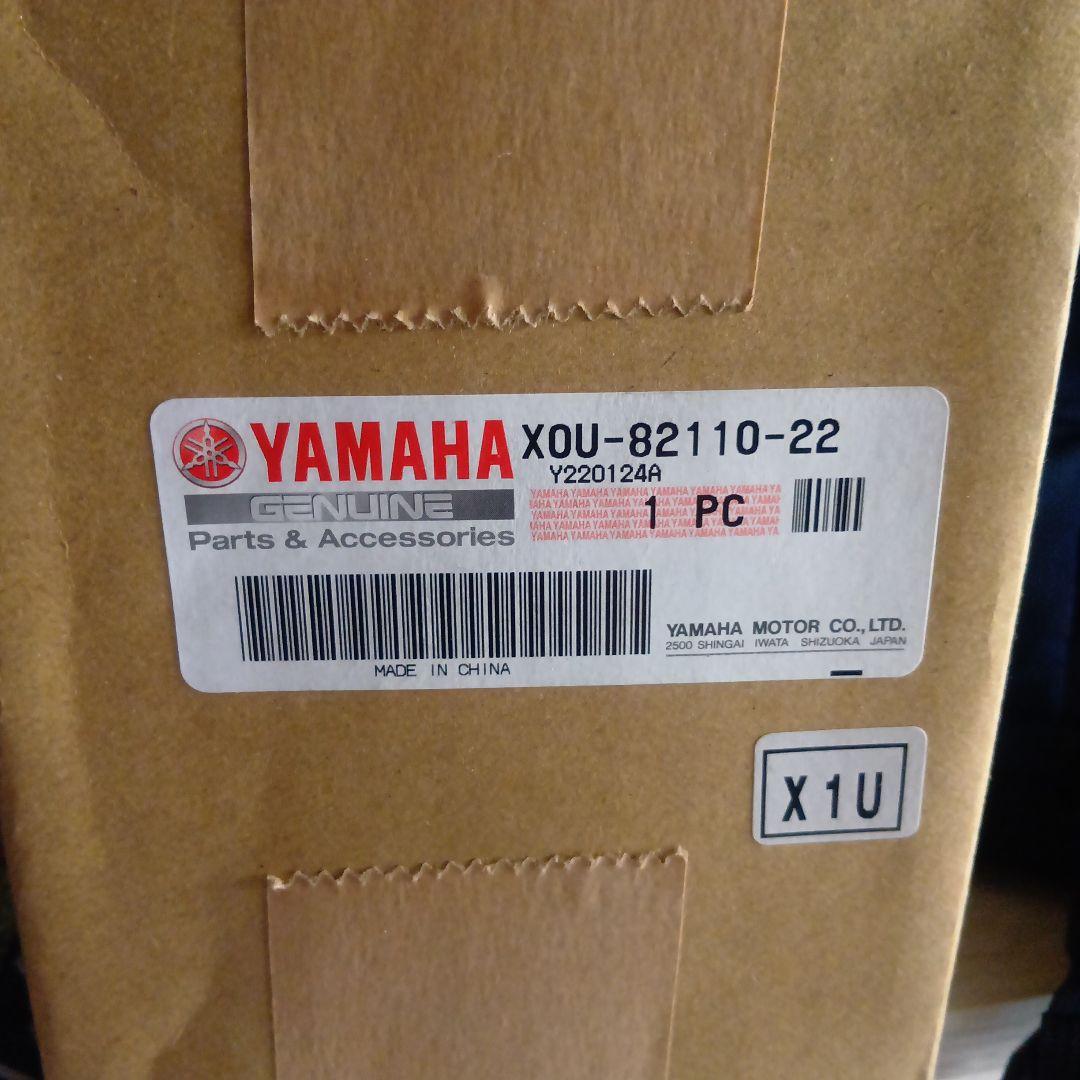 YAMAHA X0U-82110-22
Y220124A
GENUINE
1 PC
Parts & Accessories
YAMAHA MOTOR CO.,LTD.
2500 SHINGAI IWATA SHIZUOKA JAPAN
MADE IN CHINA
X1U